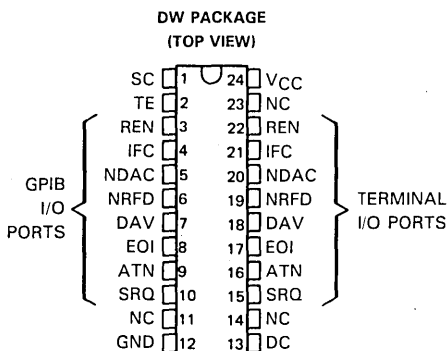 DW PACKAGE
(TOP VIEW)
SC 1 24 VCC
TE 2 23 NC
REN 3 22 REN
IFC 4 21 IFC
NDAC 5 20 NDAC
NRFD 6 19 NRFD
DAV 7 18 DAV
EOI 8 17 EOI
ATN 9 16 ATN
SRQ 10 15 SRQ
NC 11 14 NC
GND 12 13 DC
GPIB
I/O
PORTS
TERMINAL
I/O PORTS